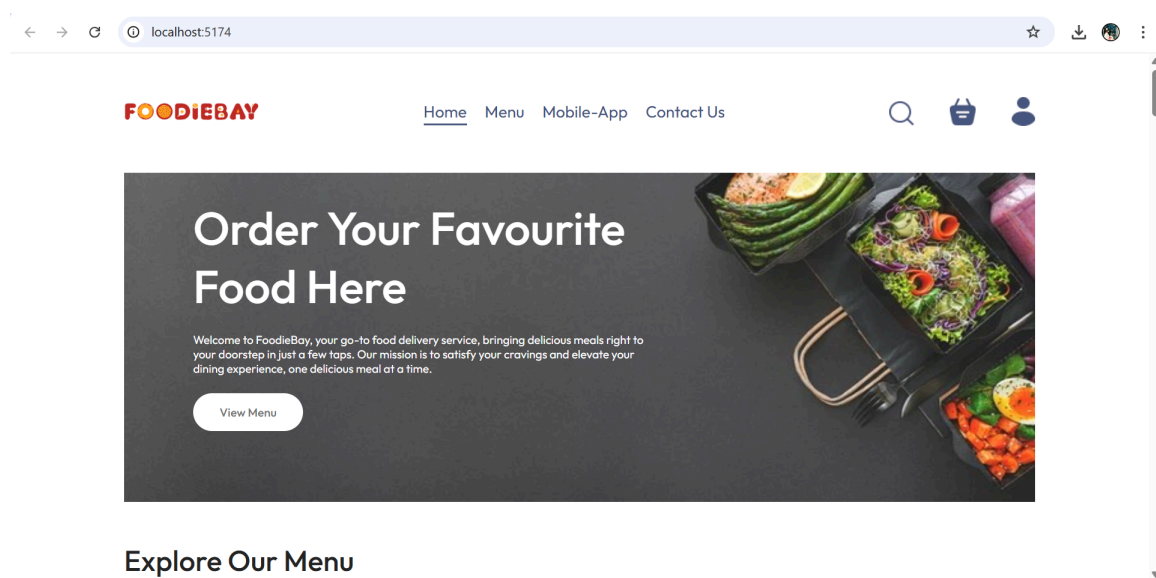 localhost:5174
FOODIEBAY
Home Menu Mobile-App Contact Us
Order Your Favourite
Food Here
Welcome to FoodieBay, your go-to food delivery service, bringing delicious meals right to
your doorstep in just a few taps. Our mission is to satisfy your cravings and elevate your
dining experience, one delicious meal at a time.
View Menu
Explore Our Menu